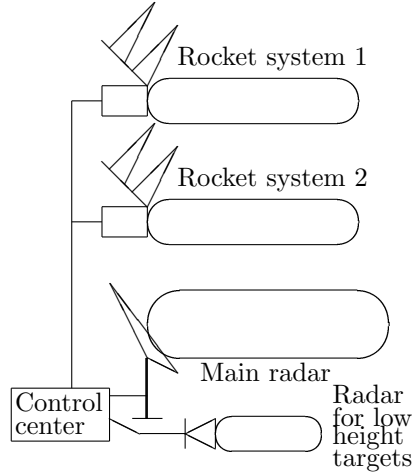 Rocket system 1
Rocket system 2
Main radar
Control
center
Radar
for low
height
targets